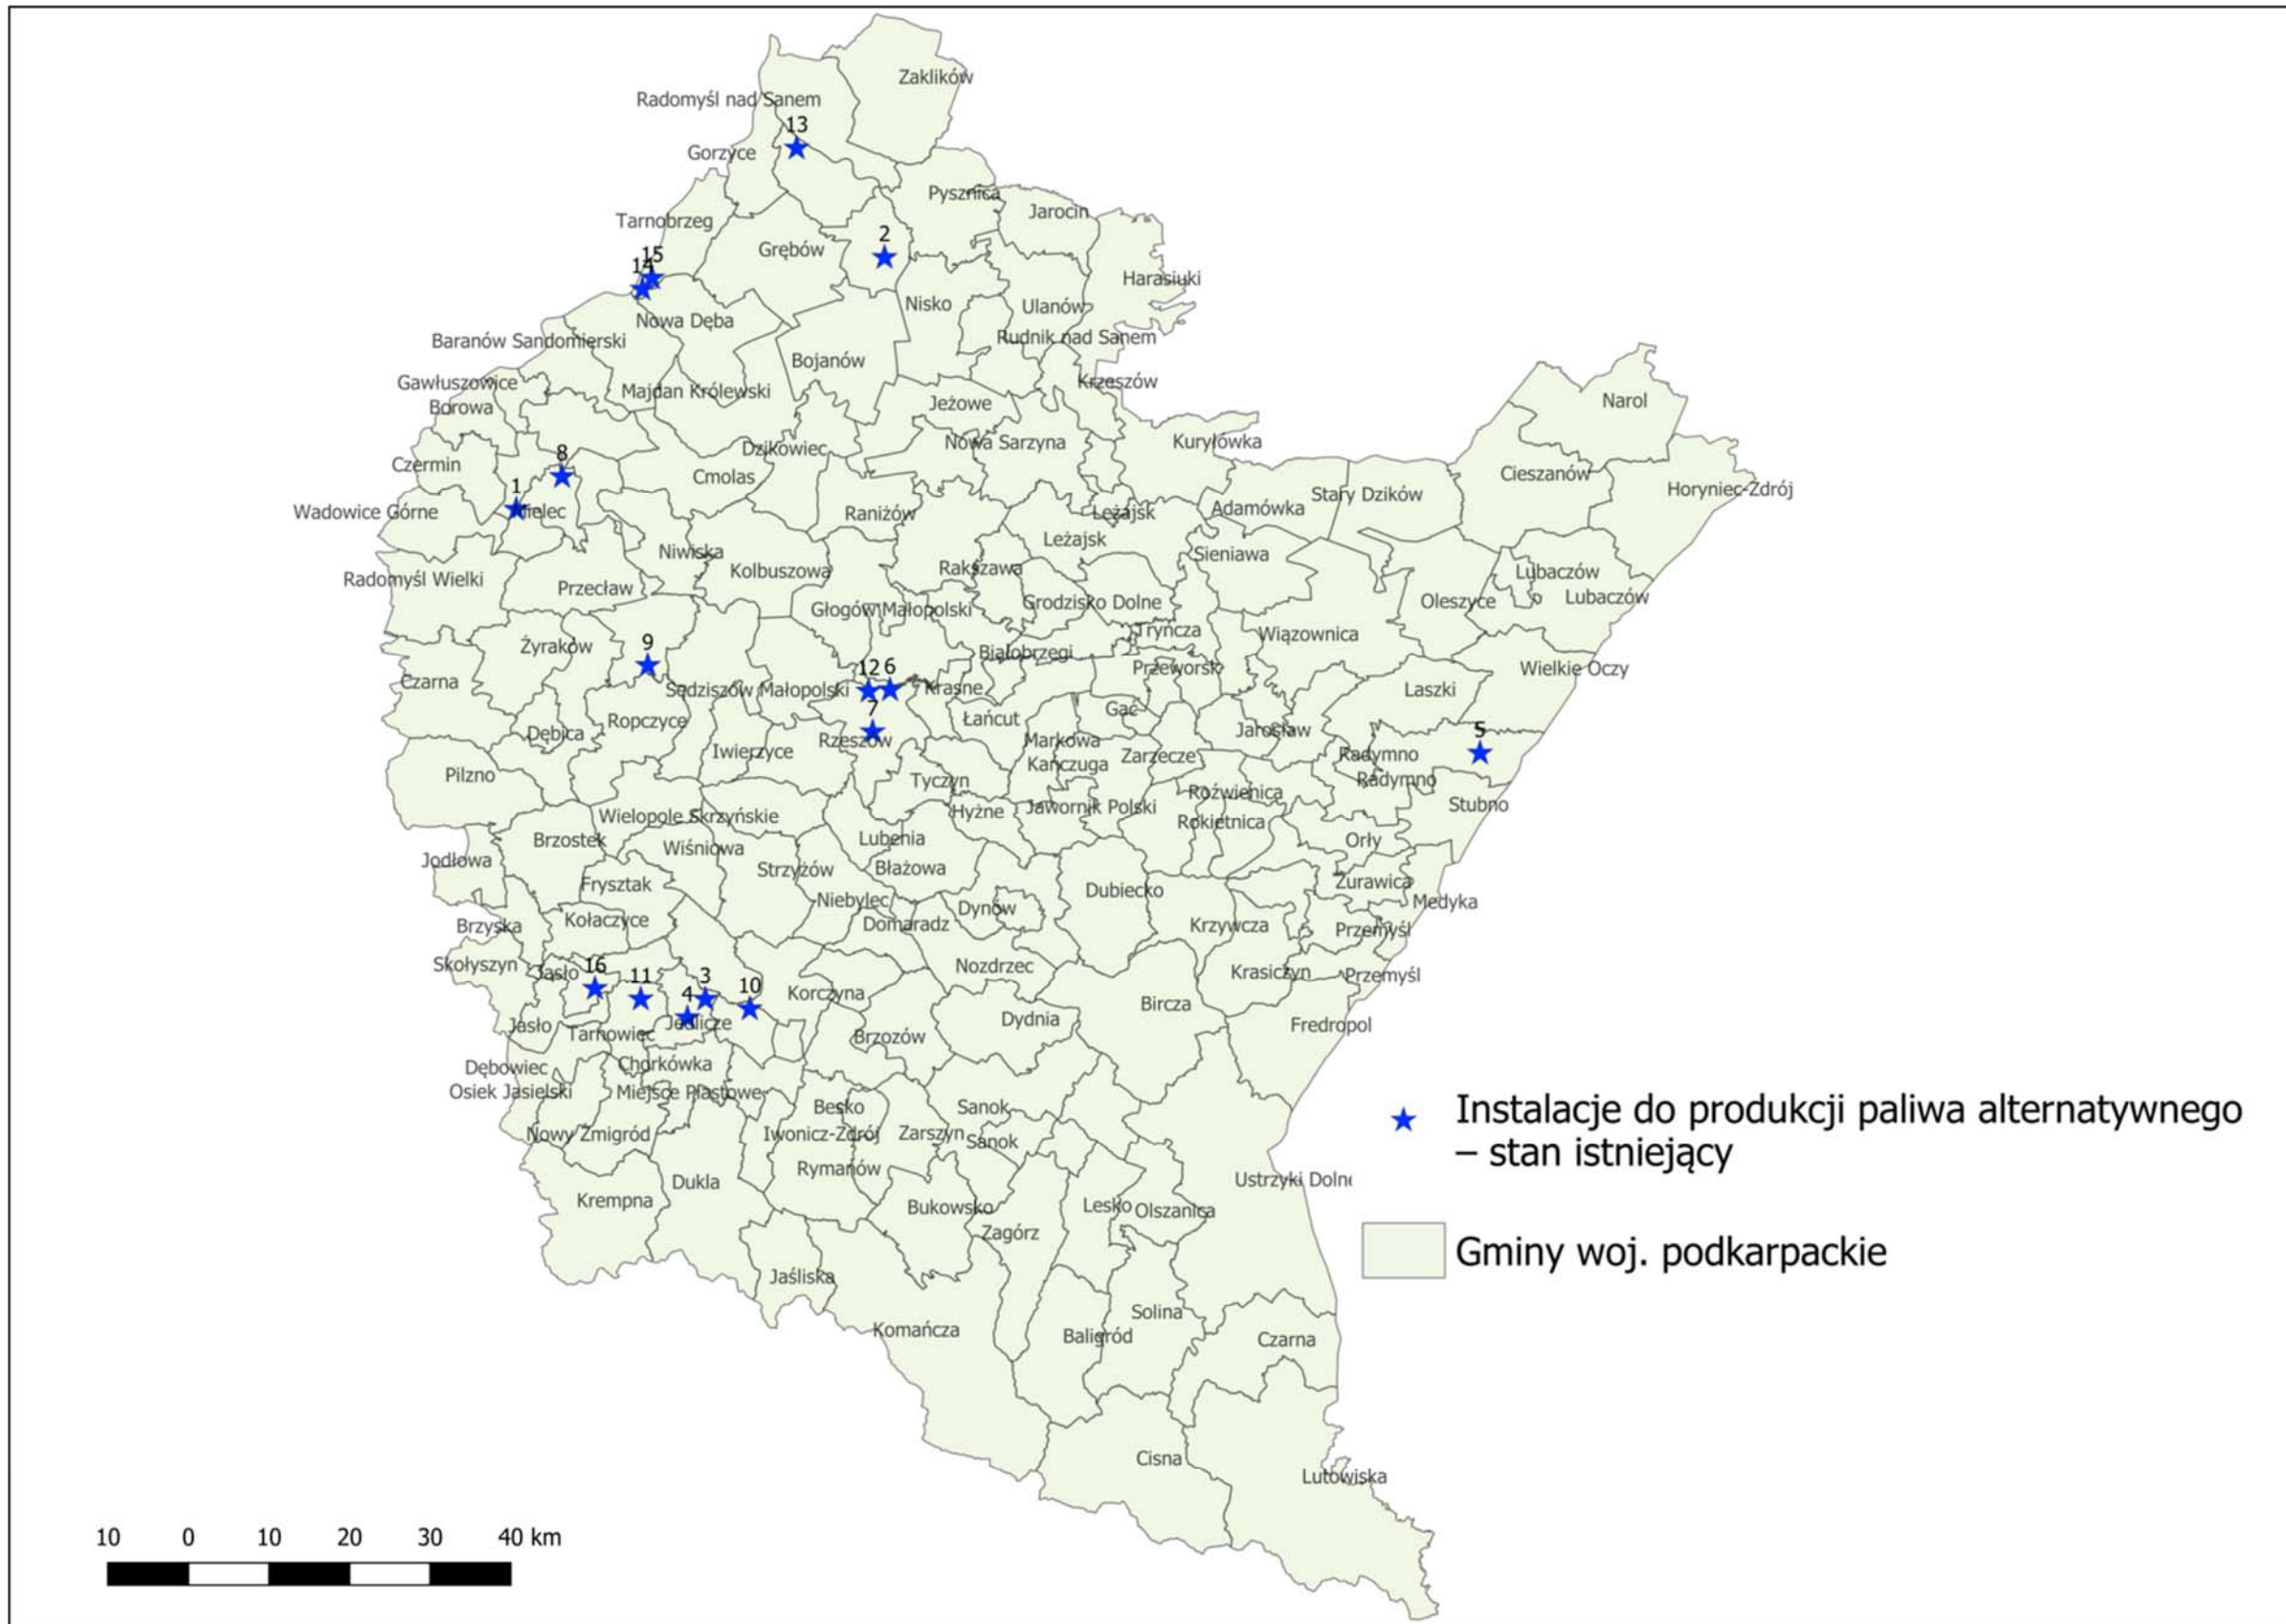 Zaklików
Radomyśl nad Sanem
13
Gorzyce
Pysznica
Jarocin
Tarnobrzeg
2
Grębów
15
14
Harasiuki
Nisko
Ulanów
Nowa Dęba
Rudnik nad Sanem
Baranów Sandomierski
Bojanów
Gawłuszowice
Majdan Królewski
Krzeszów
Narol
Borowa
Jeżowe
Nowa Sarzyna
Kuryłówka
Dzikowiec
8
Czermin
Cmolas
Cieszanów
1
Stary Dzików
Horyniec-Zdrój
Wadowice Górne
Mielec
Raniżów
Leżajsk
Adamówka
Leżajsk
Niwiska
Sieniawa
Kolbuszowa
Rakszawa
Lubaczów
Radomyśl Wielki
Przecław
Lubaczów
Głogów Małopolski
Grodzisko Dolne
Oleszyce
Żyraków
9
Tryńcza
Wiązownica
Białobrzegi
12
6
Przeworsk
Wielkie Oczy
Czarna
Sędziszów Małopolski
Krasne
Laszki
7
Ropczyce
Łańcut
Gać
Dębica
Iwierzyce
Rzeszów
Markowa
Jarosław
5
Kańczuga
Zarzecze
Radymno
Pilzno
Tyczyn
Radymno
Roźwienica
Stubno
Wielopole Skrzyńskie
Hyżne
Jawornik Polski
Rokietnica
Brzostek
Lubenia
Orły
Wiśniowa
Jodłowa
Strzyżów
Błażowa
Frysztak
Dubiecko
Żurawica
Niebylec
Dynów
Medyka
Brzyska
Kołaczyce
Domaradz
Krzywcza
Przemyśl
Skołyszyn
Jasło
16
11
3
10
4
Nozdrzec
Krasiczyn
Przemyśl
Korczyna
Bircza
Jasło
Tarnowiec
Jedlicze
Dydnia
Fredropol
Brzozów
Dębowiec
Chorkówka
Osiek Jasielski
Miejsce Piastowe
Besko
Sanok
Nowy Żmigród
Iwonicz-Zdrój
Zarszyn
Sanok
Rymanów
Dukla
Ustrzyki Dolne
Krempna
Bukowsko
Lesko
Olszanica
Zagórz
Jaśliska
Solina
Komańcza
Baligród
Czarna
Cisna
Lutowiska
Instalacje do produkcji paliwa alternatywnego
– stan istniejący
Gminy woj. podkarpackie
10 0 10 20 30 40 km